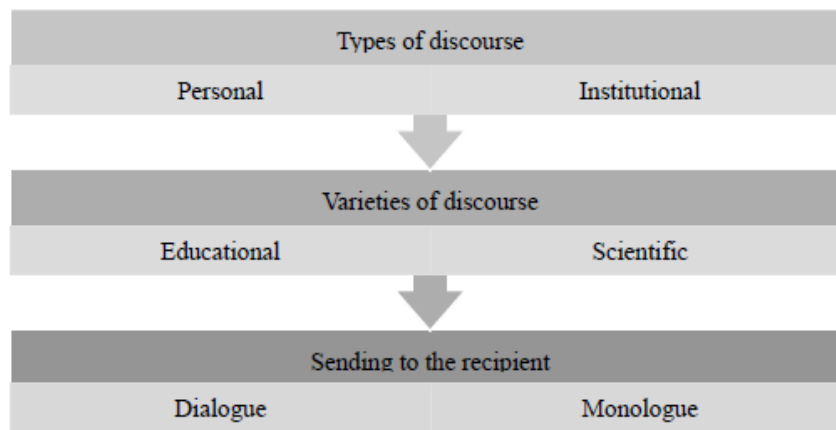 Types of discourse
Personal Institutional
Varieties of discourse
Educational Scientific
Sending to the recipient
Dialogue Monologue